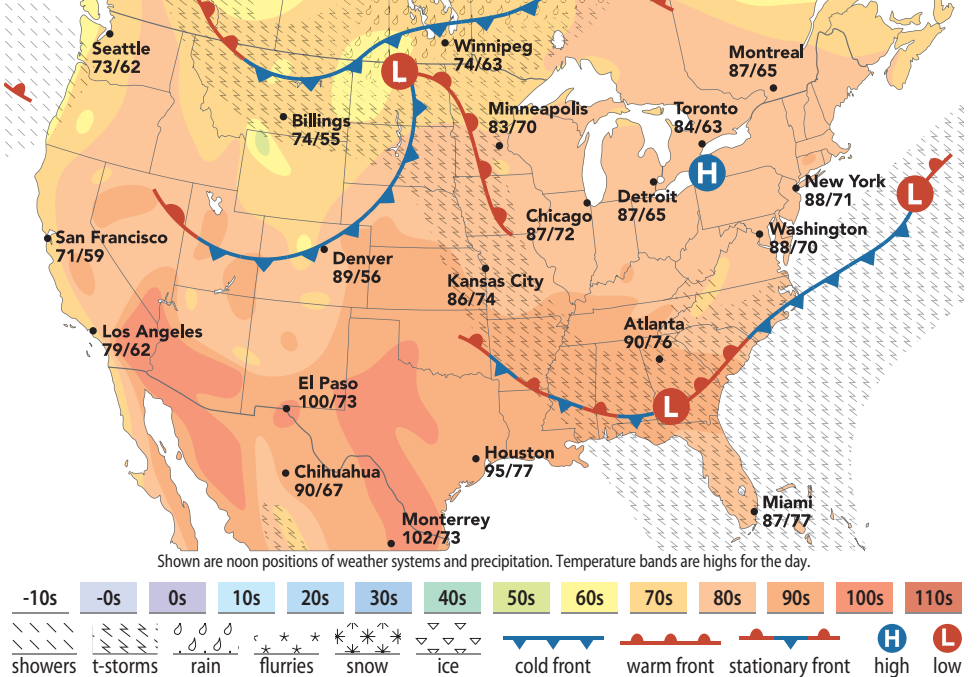 Seattle
73/62
Winnipeg
74/63
Montreal
87/65
L
Billings
74/55
Minneapolis
83/70
Toronto
84/63
H
Detroit
87/65
New York
88/71
L
Chicago
87/72
Washington
88/70
San Francisco
71/59
Denver
89/56
Kansas City
86/74
Los Angeles
79/62
Atlanta
90/76
El Paso
100/73
L
Houston
95/77
Chihuahua
90/67
Miami
87/77
Monterrey
102/73
Shown are noon positions of weather systems and precipitation. Temperature bands are highs for the day.
-10s -0s 0s 10s 20s 30s 40s 50s 60s 70s 80s 90s 100s 110s
H L
showers t-storms rain flurries snow ice cold front warm front stationary front high low